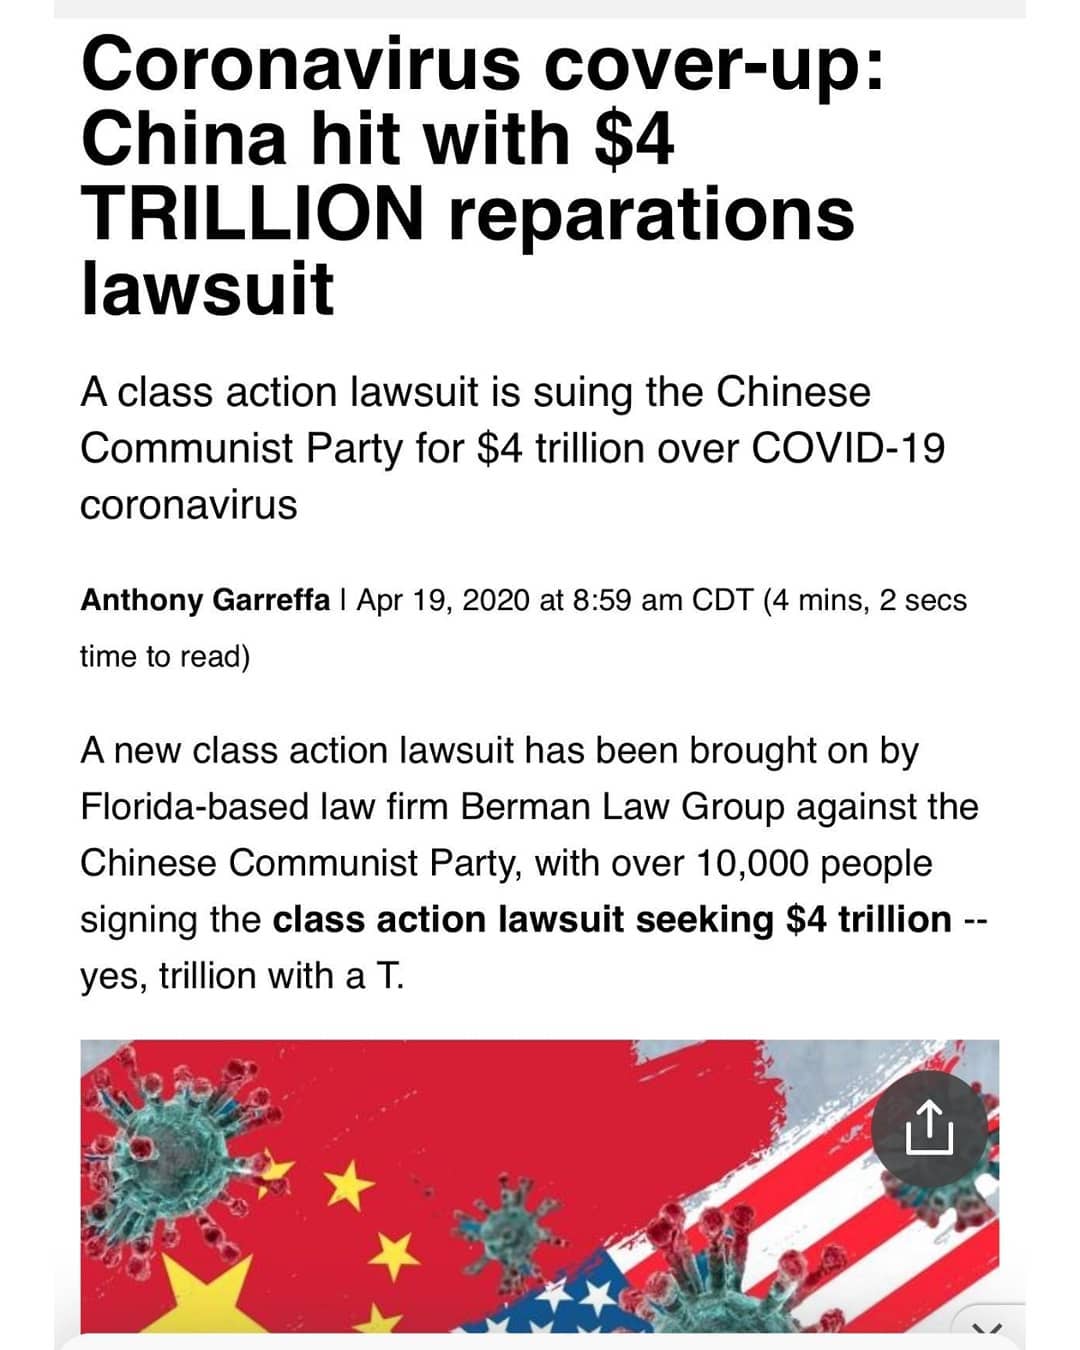 Coronavirus cover-up:
China hit with $4
TRILLION reparations
lawsuit
A class action lawsuit is suing the Chinese
Communist Party for $4 trillion over COVID-19
coronavirus
Anthony Garreffa | Apr 19, 2020 at 8:59 am CDT (4 mins, 2 secs
time to read)
A new class action lawsuit has been brought on by
Florida-based law firm Berman Law Group against the
Chinese Communist Party, with over 10,000 people
signing the class action lawsuit seeking $4 trillion --
yes, trillion with a T.